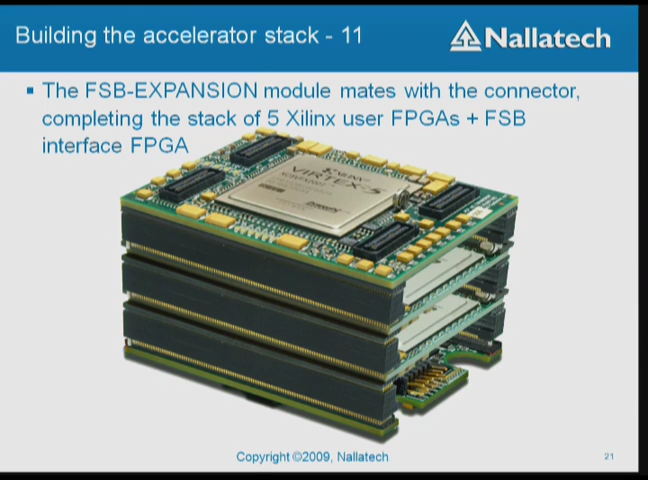 Building the accelerator stack - 11
Nallatech
▪ The FSB-EXPANSION module mates with the connector,
completing the stack of 5 Xilinx user FPGAs + FSB
interface FPGA
XILINX
VIRTEX-5
Copyright ©2009, Nallatech
21